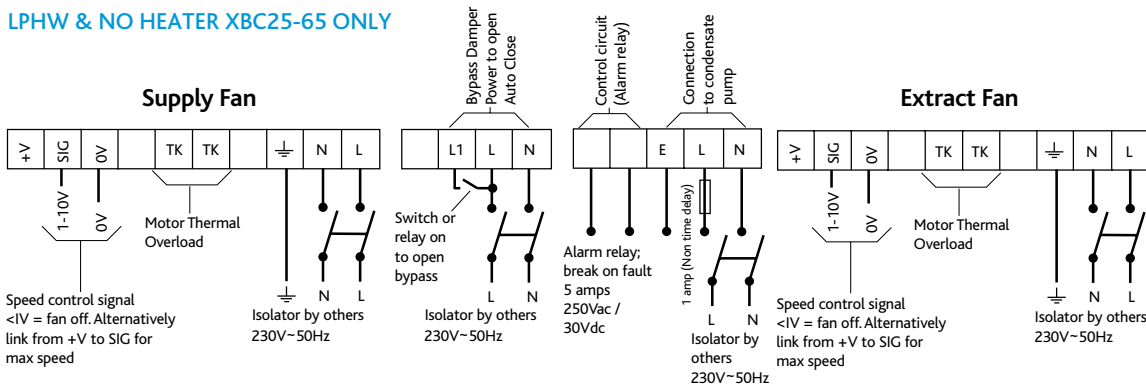 LPHW & NO HEATER XBC25-65 ONLY
Supply Fan
+V SIG 0V TK TK N L
1-10V 0V
Motor Thermal
Overload
Speed control signal
<IV = fan off. Alternatively
link from +V to SIG for
max speed
N L
Isolator by others
230V~50Hz
Bypass Damper
Power to open
Auto Close
L1 L N
Switch or
relay on
to open
bypass
L N
Isolator by others
230V~50Hz
Control circuit
(Alarm relay)
Connection
to condensate
pump
E L N
Alarm relay;
break on fault
5 amps
250Vac /
30Vdc
1 amp (Non time delay)
L N
Isolator by
others
230V~50Hz
Extract Fan
+V SIG 0V TK TK N L
1-10V 0V
Motor Thermal
Overload
Speed control signal
<IV = fan off. Alternatively
link from +V to SIG for
max speed
N L
Isolator by others
230V~50Hz